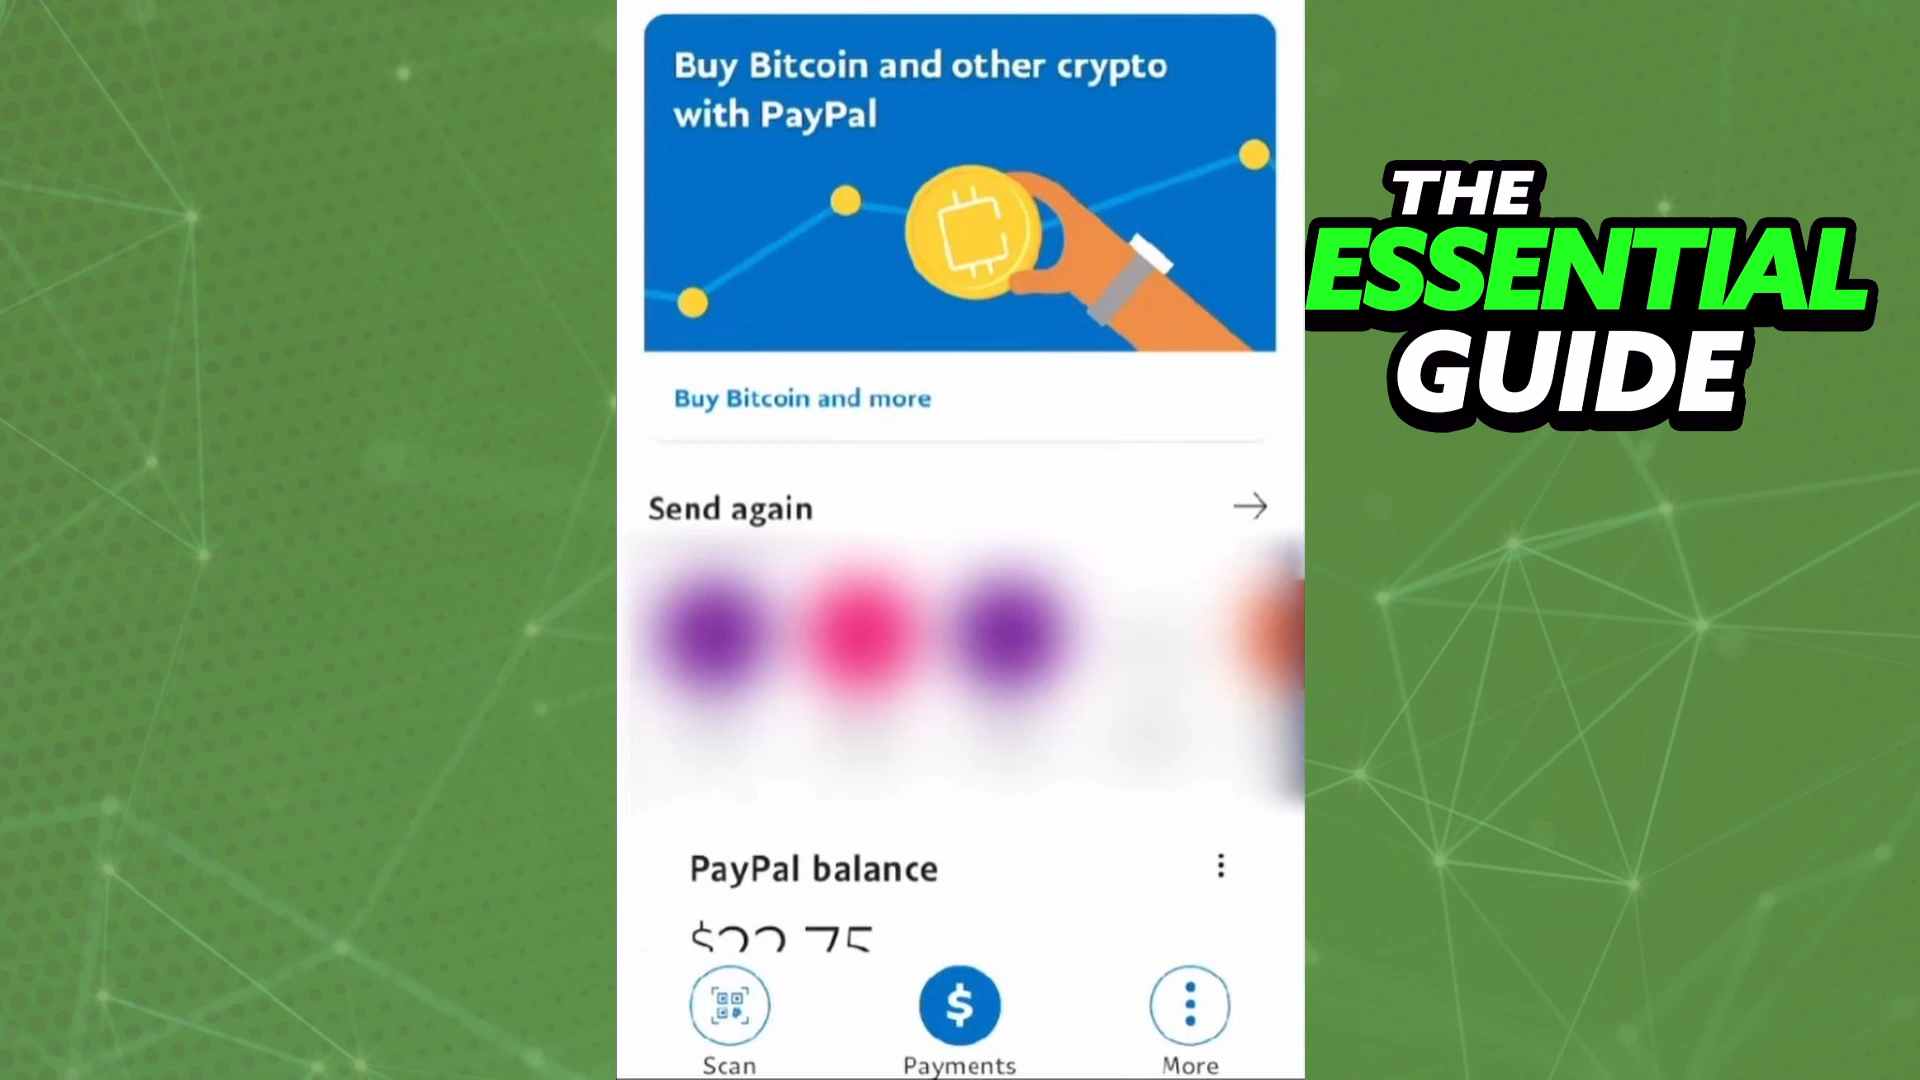 Buy Bitcoin and other crypto
with PayPal
Buy Bitcoin and more
Send again
PayPal balance
$
Scan
Payments
More
THE
ESSENTIAL
GUIDE